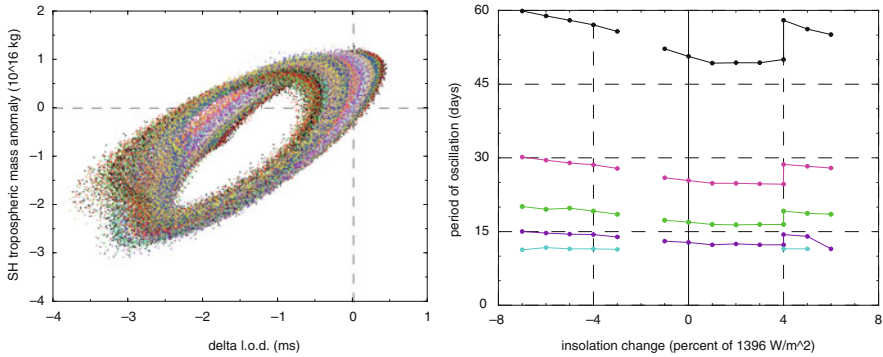 SH tropospheric mass anomaly (10^16 kg)
2
1
0
−1
−2
−3
−4
−4 −3 −2 −1 0 1
delta l.o.d. (ms)
period of osillation (days)
60
45
30
15
0
−8 −4 0 4 8
insolation change (percent of 1396 W/m^2)